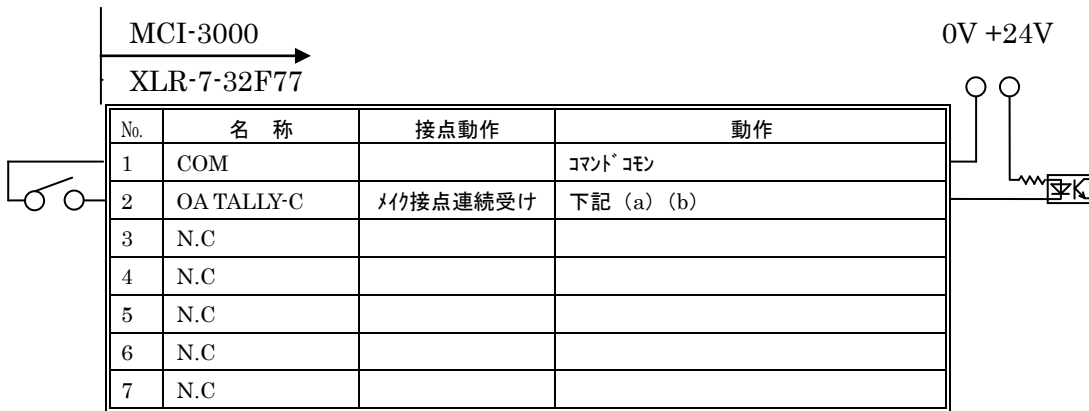 MCI-3000
0V +24V
XLR-7-32F77
No. 名 称 接点動作 動作
1 COM コマンドコモン
2 OA TALLY-C メイク接点連続受け 下記 (a) (b)
3 N.C
4 N.C
5 N.C
6 N.C
7 N.C